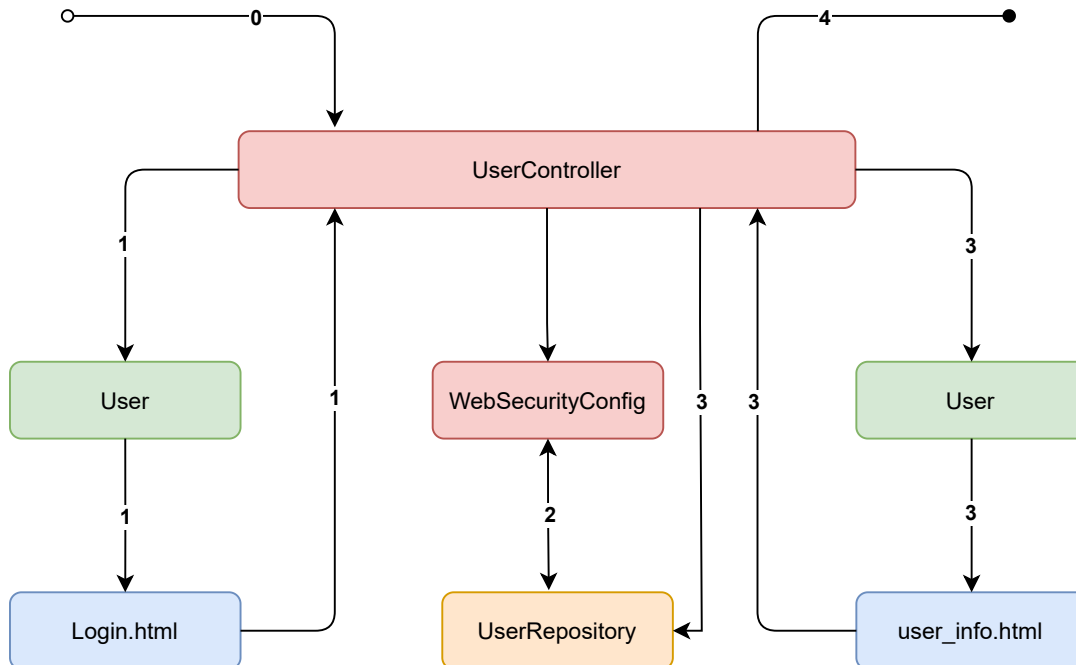 0
4
UserController
1
3
User
1
WebSecurityConfig
3
3
User
1
2
3
Login.html
UserRepository
user_info.html